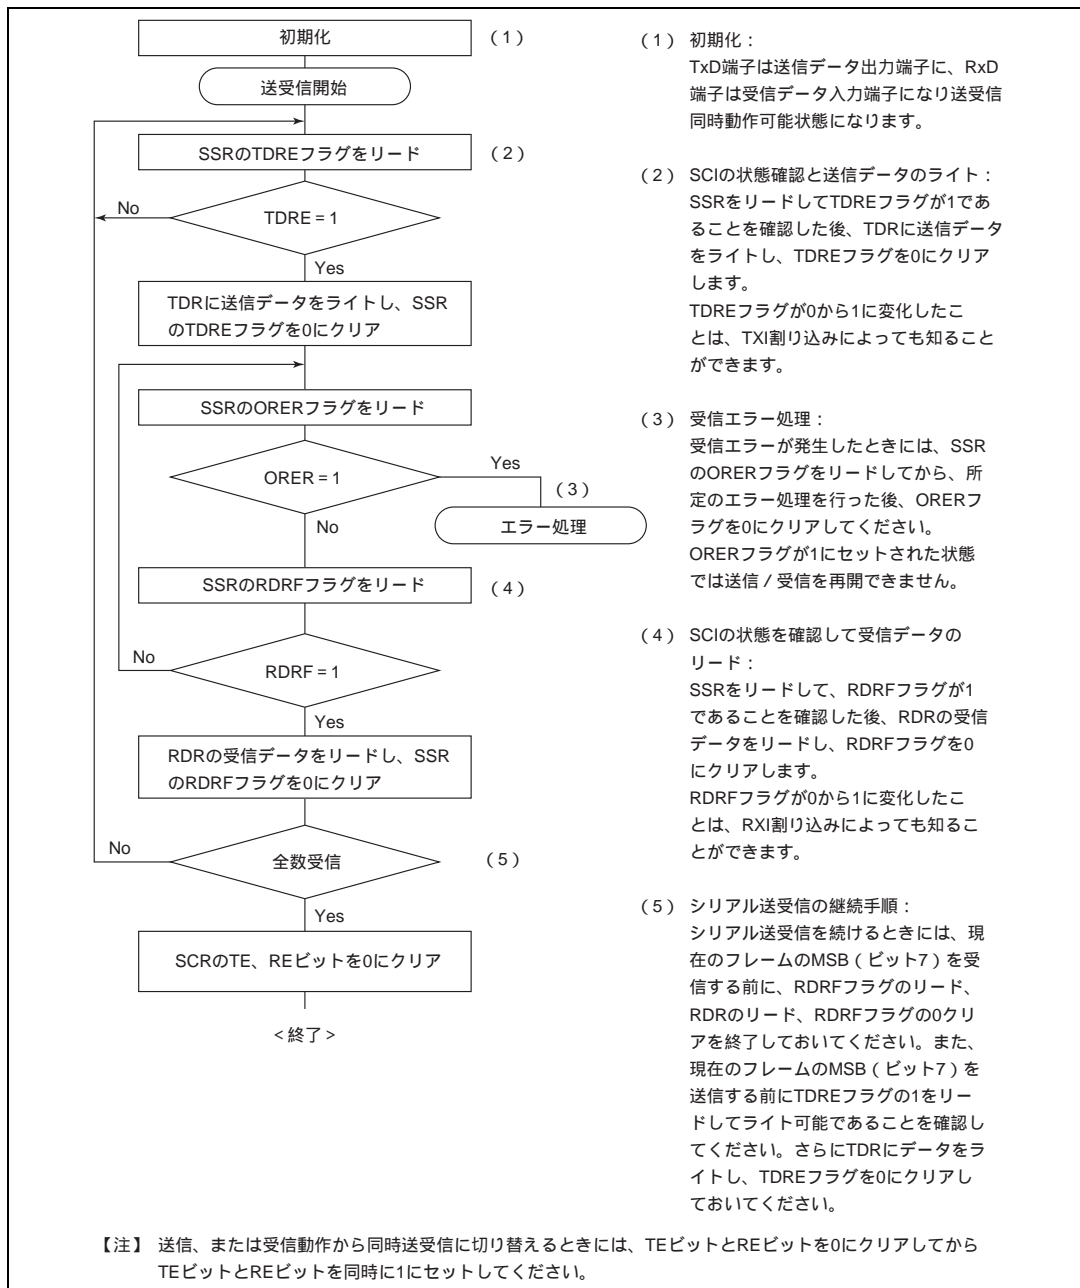 初期化
（1）
送受信開始
SSRのTDREフラグをリード
（2）
No
TDRE = 1
Yes
TDRに送信データをライトし、SSR
のTDREフラグを0にクリア
SSRのORERフラグをリード
ORER = 1
Yes
（3）
エラー処理
No
SSRのRDRFフラグをリード
（4）
No
RDRF = 1
Yes
RDRの受信データをリードし、SSR
のRDRFフラグを0にクリア
No
全数受信
（5）
Yes
SCRのTE、REビットを0にクリア
＜終了＞
（1） 初期化：
TxD端子は送信データ出力端子に、RxD
端子は受信データ入力端子になり送受信
同時動作可能状態になります。
（2） SCIの状態確認と送信データのライト：
SSRをリードしてTDREフラグが1であ
ることを確認した後、TDRに送信データ
をライトし、TDREフラグを0にクリア
します。
TDREフラグが0から1に変化したこ
とは、TXI割り込みによっても知ること
ができます。
（3） 受信エラー処理：
受信エラーが発生したときには、SSR
のORERフラグをリードしてから、所
定のエラー処理を行った後、ORERフ
ラグを0にクリアしてください。
ORERフラグが1にセットされた状態
では送信／受信を再開できません。
（4） SCIの状態を確認して受信データの
リード：
SSRをリードして、RDRFフラグが1
であることを確認した後、RDRの受信
データをリードし、RDRFフラグを0
にクリアします。
RDRFフラグが0から1に変化したこ
とは、RXI割り込みによっても知るこ
とができます。
（5） シリアル送受信の継続手順：
シリアル送受信を続けるときには、現
在のフレームのMSB（ビット7）を受
信する前に、RDRFフラグのリード、
RDRのリード、RDRFフラグの0クリ
アを終了しておいてください。また、
現在のフレームのMSB（ビット7）を
送信する前にTDREフラグの1をリー
ドしてライト可能であることを確認し
てください。さらにTDRにデータをラ
イトし、TDREフラグを0にクリアし
ておいてください。
【注】 送信、または受信動作から同時送受信に切り替えるときには、TEビットとREビットを0にクリアしてから
TEビットとREビットを同時に1にセットしてください。